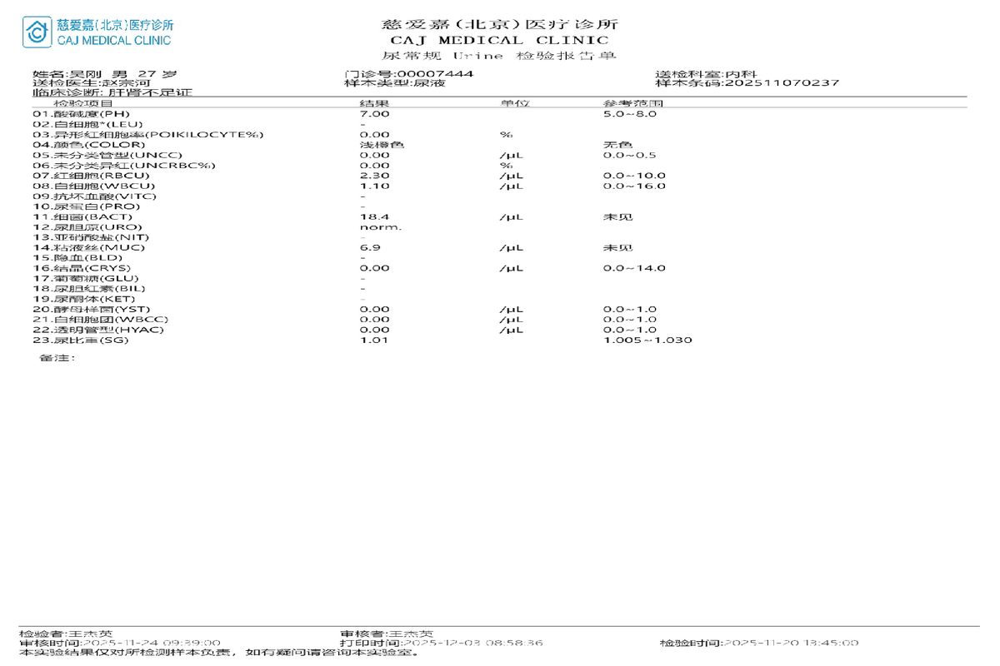 慈爱嘉(北京)医疗诊所
CAJ MEDICAL CLINIC
慈爱嘉(北京)医疗诊所
CAJ MEDICAL CLINIC
尿常规 Urine 检验报告单
姓名:吴刚 男 27 岁 门诊号:00007444 送检科室:内科
送检医生:赵宗河 样本类型:尿液 样本条码:202511070237
临床诊断: 肝肾不足证
检验项目 结果 单位 参考范围
01.酸碱度(PH) 7.00 5.0~8.0
02.白细胞*(LEU) -
03.异形红细胞率(POIKILOCYTE%) 0.00 %
04.颜色(COLOR) 浅橙色 无色
05.未分类管型(UNCC) 0.00 /μL 0.0~0.5
06.未分类异红(UNCRBC%) 0.00 %
07.红细胞(RBCU) 2.30 /μL 0.0~10.0
08.白细胞(WBCU) 1.10 /μL 0.0~16.0
09.抗坏血酸(VITC) -
10.尿蛋白(PRO) -
11.细菌(BACT) 18.4 /μL 未见
12.尿胆原(URO) norm.
13.亚硝酸盐(NIT) -
14.粘液丝(MUC) 6.9 /μL 未见
15.隐血(BLD) -
16.结晶(CRYS) 0.00 /μL 0.0~14.0
17.葡萄糖(GLU) -
18.尿胆红素(BIL) -
19.尿酮体(KET) -
20.酵母样菌(YST) 0.00 /μL 0.0~1.0
21.白细胞团(WBCC) 0.00 /μL 0.0~1.0
22.透明管型(HYAC) 0.00 /μL 0.0~1.0
23.尿比重(SG) 1.01 1.005~1.030
备注:
检验者:王杰英 审核者:王杰英
审核时间:2025-11-24 09:39:00 打印时间:2025-12-03 08:58:36 检验时间:2025-11-20 13:45:00
本实验结果仅对所检测样本负责，如有疑问请咨询本实验室。